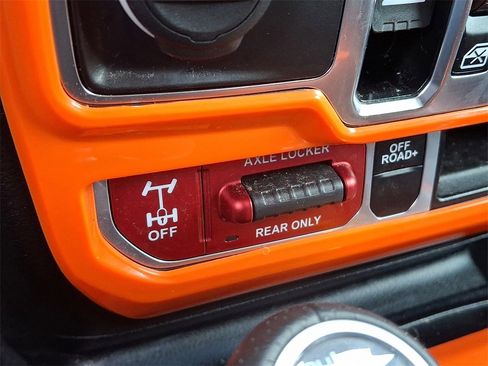 AXLE LOCKER
OFF
ROAD+
OFF
REAR ONLY